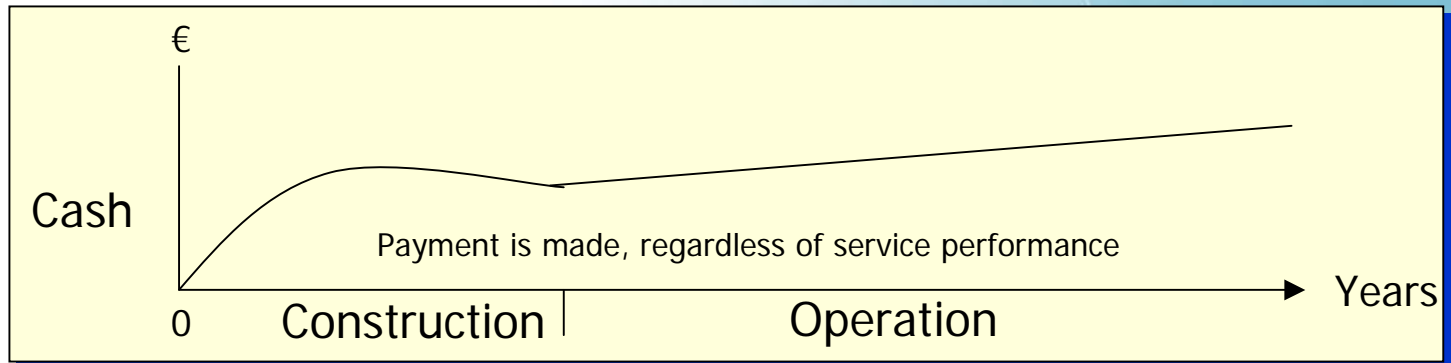 €
Cash
Payment is made, regardless of service performance
Years
0
Construction
Operation